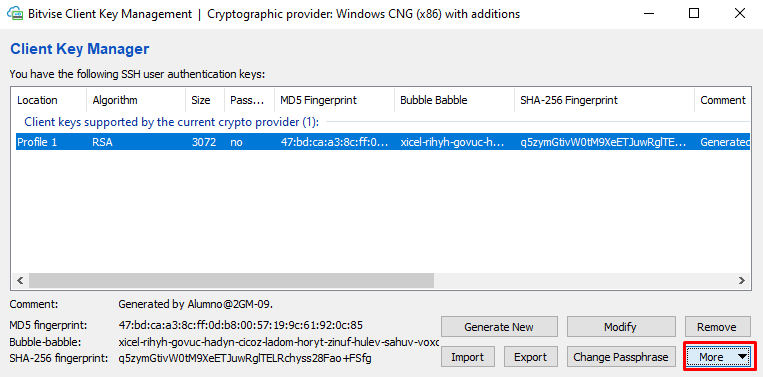 Bitvise Client Key Management | Cryptographic provider: Windows CNG (x86) with additions
Client Key Manager
You have the following SSH user authentication keys:
Location Algorithm Size Pass... MD5 Fingerprint Bubble Babble SHA-256 Fingerprint Comment
Client keys supported by the current crypto provider (1):
Profile 1 RSA 3072 no 47:bd:ca:a3:8c:ff:0... xicel-rihyh-govuc-h... q5zymGtivW0tM9XeETJuwRglTE... Generated
Comment: Generated by Alumno@2GM-09.
MD5 fingerprint: 47:bd:ca:a3:8c:ff:0d:b8:00:57:19:9c:61:92:0c:85
Generate New Modify Remove
Bubble-babble: xicel-rihyh-govuc-hadyn-cicoz-ladom-horyt-zinuf-hulev-sahuv-voxo
SHA-256 fingerprint: q5zymGtivW0tM9XeETJuwRglTELRchyss28Fao+FSfg
Import Export Change Passphrase More